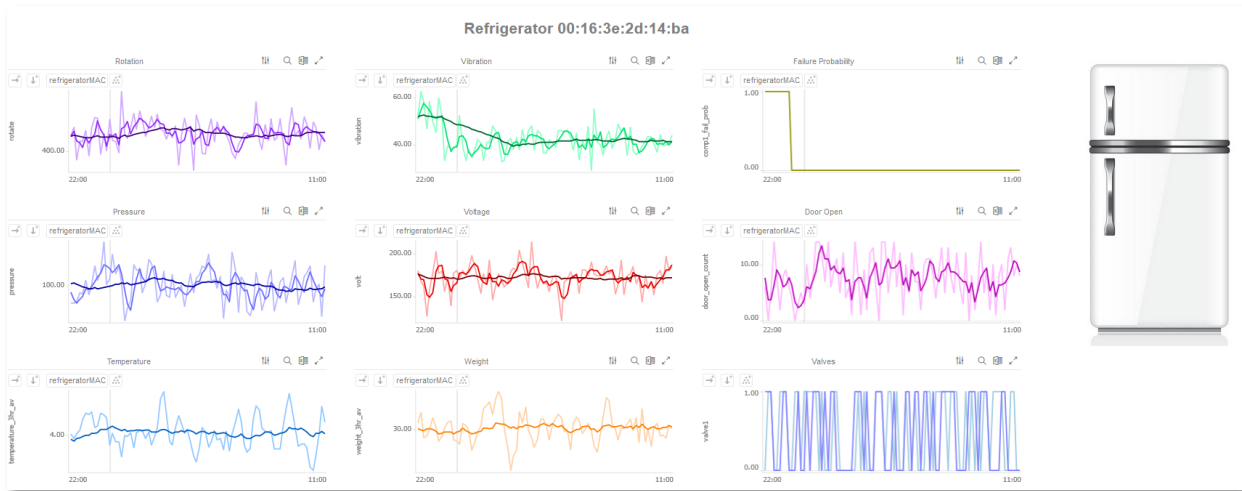 Refrigerator 00:16:3e:2d:14:ba
Rotation
refrigeratorMAC
rotate
400.00
22:00 11:00
Vibration
refrigeratorMAC
vibration
60.00
40.00
22:00 11:00
Failure Probability
refrigeratorMAC
comp1_fail_prob
1.00
0.00
22:00 11:00
Pressure
refrigeratorMAC
pressure
100.00
22:00 11:00
Voltage
refrigeratorMAC
volt
200.00
150.00
22:00 11:00
Door Open
refrigeratorMAC
door_open_count
10.00
0.00
22:00 11:00
Temperature
refrigeratorMAC
temperature_3hr_av
4.00
22:00 11:00
Weight
refrigeratorMAC
weight_3hr_av
30.00
22:00 11:00
Valves
valve1
1.00
0.00
22:00 11:00